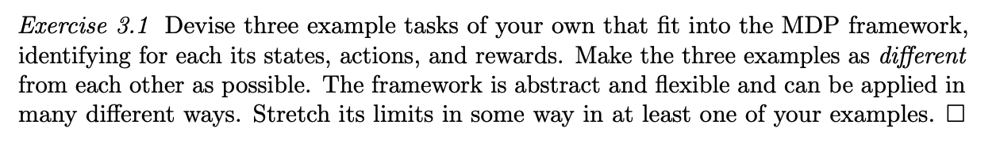 Exercise 3.1 Devise three example tasks of your own that fit into the MDP framework,
identifying for each its states, actions, and rewards. Make the three examples as different
from each other as possible. The framework is abstract and flexible and can be applied in
many different ways. Stretch its limits in some way in at least one of your examples. □